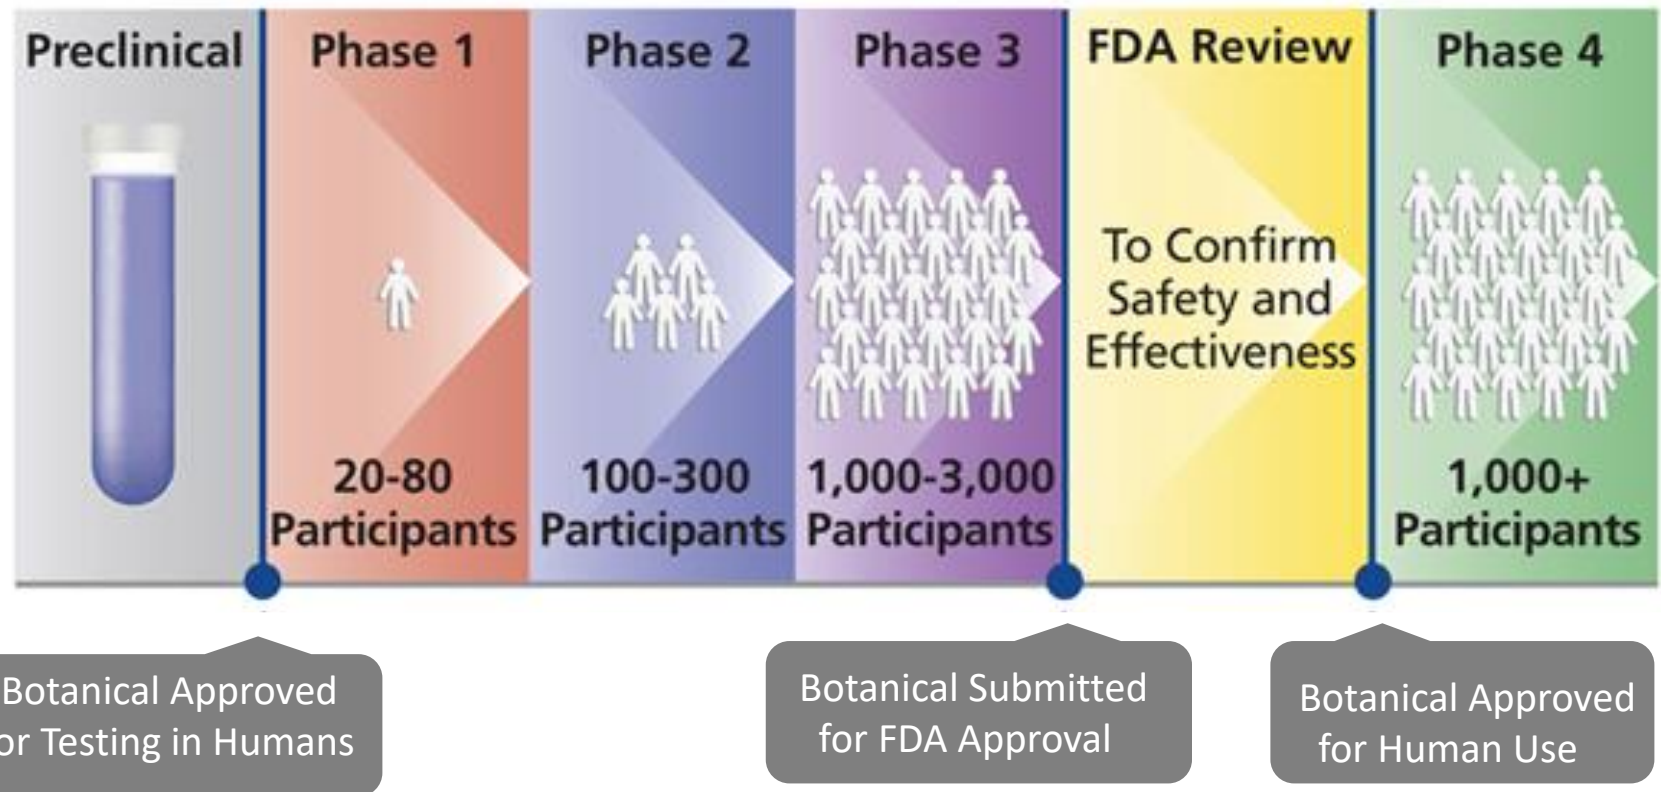 Preclinical
Phase 1
Phase 2
Phase 3
FDA Review
Phase 4
To Confirm
Safety and
Effectiveness
20-80
Participants
100-300
Participants
1,000-3,000
Participants
1,000+
Participants
Botanical Approved
or Testing in Humans
Botanical Submitted
for FDA Approval
Botanical Approved
for Human Use